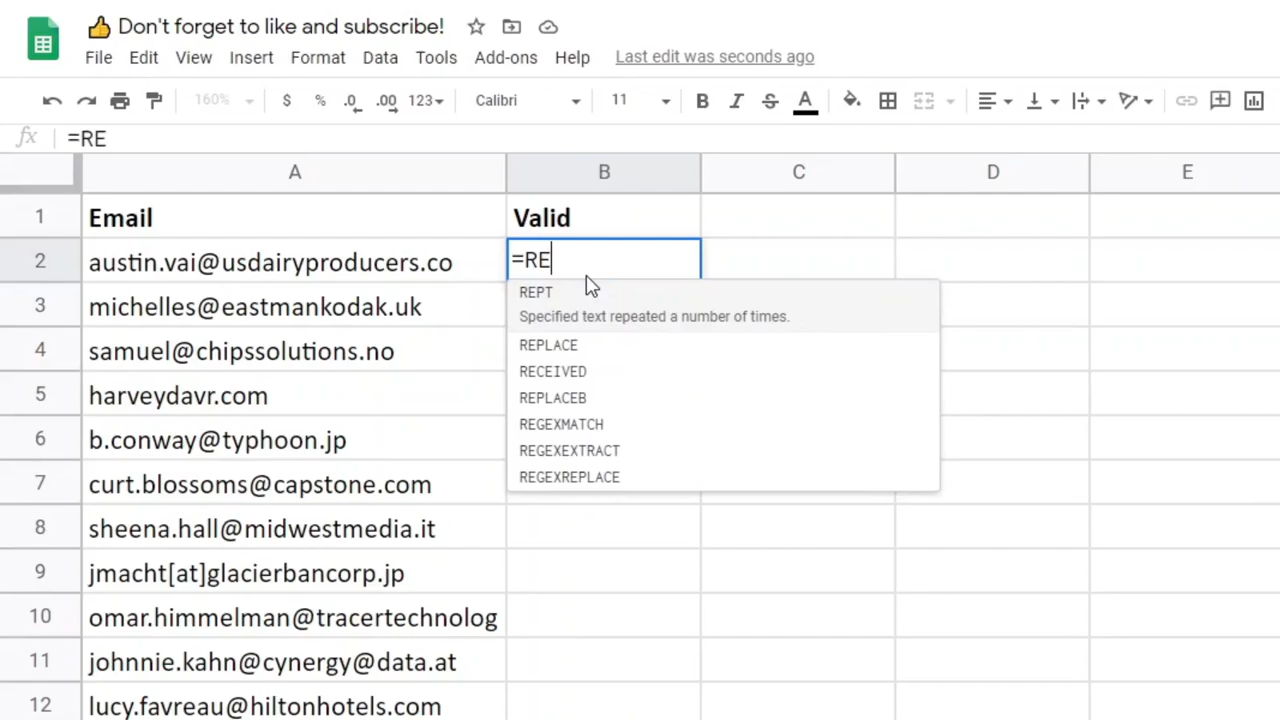 👍 Don't forget to like and subscribe!
File Edit View Insert Format Data Tools Add-ons Help Last edit was seconds ago
160% $ % .0 .00 123 Calibri 11 B I S A
fx =RE
A B C D E
1 Email Valid
2 austin.vai@usdairyproducers.co =RE
REPT
Specified text repeated a number of times.
3 michelles@eastmankodak.uk
REPLACE
4 samuel@chipssolutions.no
RECEIVED
5 harveydavr.com
REPLACEB
REGEXMATCH
6 b.conway@typhoon.jp
REGEXEXTRACT
REGEXREPLACE
7 curt.blossoms@capstone.com
8 sheena.hall@midwestmedia.it
9 jmacht[at]glacierbancorp.jp
10 omar.himmelman@tracertechnolog
11 johnnie.kahn@cynergy@data.at
12 lucy.favreau@hiltonhotels.com